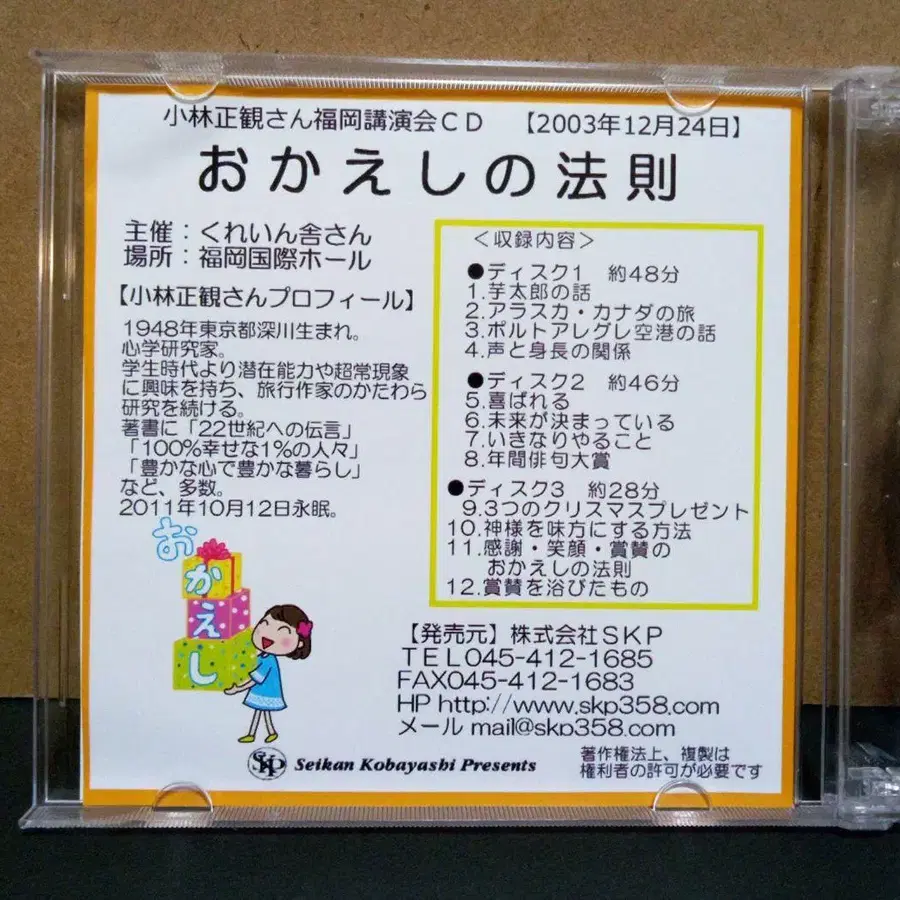 小林正観さん福岡講演会CD 【2003年12月24日】
おかえしの法則
主催：くれいん舎さん
場所：福岡国際ホール
【小林正観さんプロフィール】
1948年東京都深川生まれ。
心学研究家。
学生時代より潜在能力や超常現象
に興味を持ち、旅行作家のかたわら
研究を続ける。
著書に「22世紀への伝言」
「100%幸せな1%の人々」
「豊かな心で豊かな暮らし」
など、多数。
2011年10月12日永眠。
おかえし
＜収録内容＞
●ディスク1 約48分
1.芋太郎の話
2.アラスカ・カナダの旅
3.ポルトアレグレ空港の話
4.声と身長の関係
●ディスク2 約46分
5.喜ばれる
6.未来が決まっている
7.いきなりやること
8.年間俳句大賞
●ディスク3 約28分
9.3つのクリスマスプレゼント
10.神様を味方にする方法
11.感謝・笑顔・賞賛の
おかえしの法則
12.賞賛を浴びたもの
【発売元】株式会社SKP
TEL045-412-1685
FAX045-412-1683
HP http://www.skp358.com
メール mail@skp358.com
SKP Seikan Kobayashi Presents
著作権法上、複製は
権利者の許可が必要です